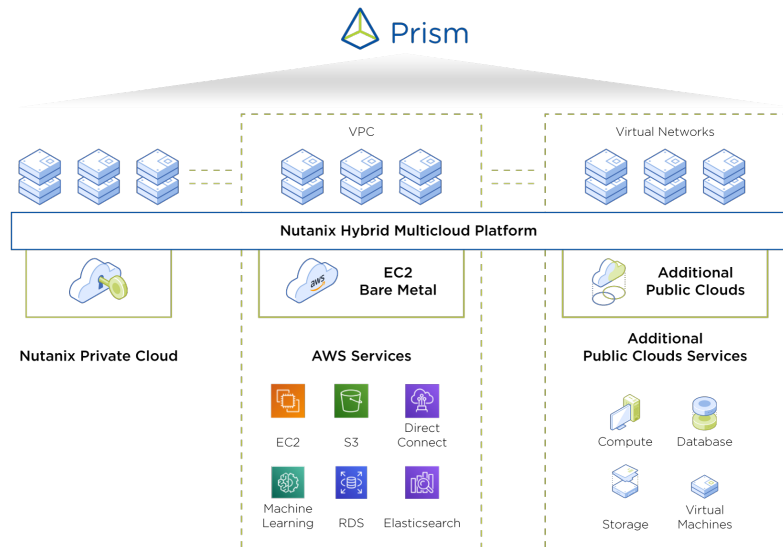 Prism
VPC
Virtual Networks
Nutanix Hybrid Multicloud Platform
aws
EC2
Bare Metal
Additional
Public Clouds
Nutanix Private Cloud
AWS Services
Additional
Public Clouds Services
EC2
S3
Direct
Connect
Compute
Database
Machine
Learning
RDS
Elasticsearch
Storage
Virtual
Machines